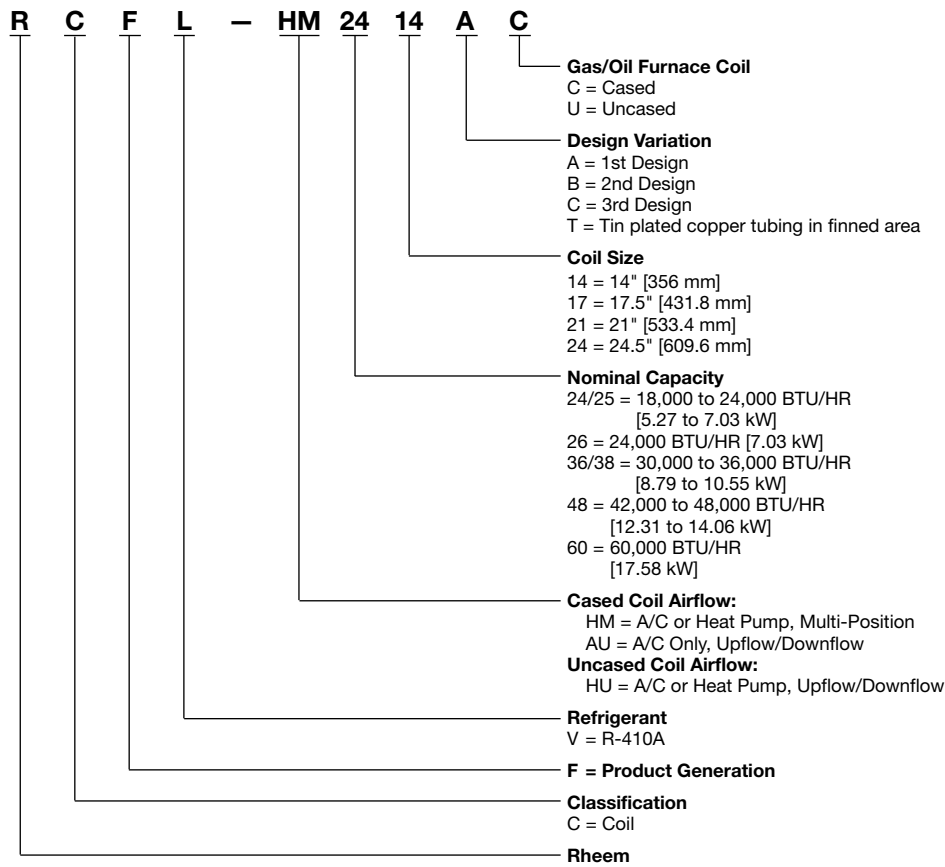 R C F L – HM 24 14 A C
Gas/Oil Furnace Coil
C = Cased
U = Uncased
Design Variation
A = 1st Design
B = 2nd Design
C = 3rd Design
T = Tin plated copper tubing in finned area
Coil Size
14 = 14" [356 mm]
17 = 17.5" [431.8 mm]
21 = 21" [533.4 mm]
24 = 24.5" [609.6 mm]
Nominal Capacity
24/25 = 18,000 to 24,000 BTU/HR
[5.27 to 7.03 kW]
26 = 24,000 BTU/HR [7.03 kW]
36/38 = 30,000 to 36,000 BTU/HR
[8.79 to 10.55 kW]
48 = 42,000 to 48,000 BTU/HR
[12.31 to 14.06 kW]
60 = 60,000 BTU/HR
[17.58 kW]
Cased Coil Airflow:
HM = A/C or Heat Pump, Multi-Position
AU = A/C Only, Upflow/Downflow
Uncased Coil Airflow:
HU = A/C or Heat Pump, Upflow/Downflow
Refrigerant
V = R-410A
F = Product Generation
Classification
C = Coil
Rheem